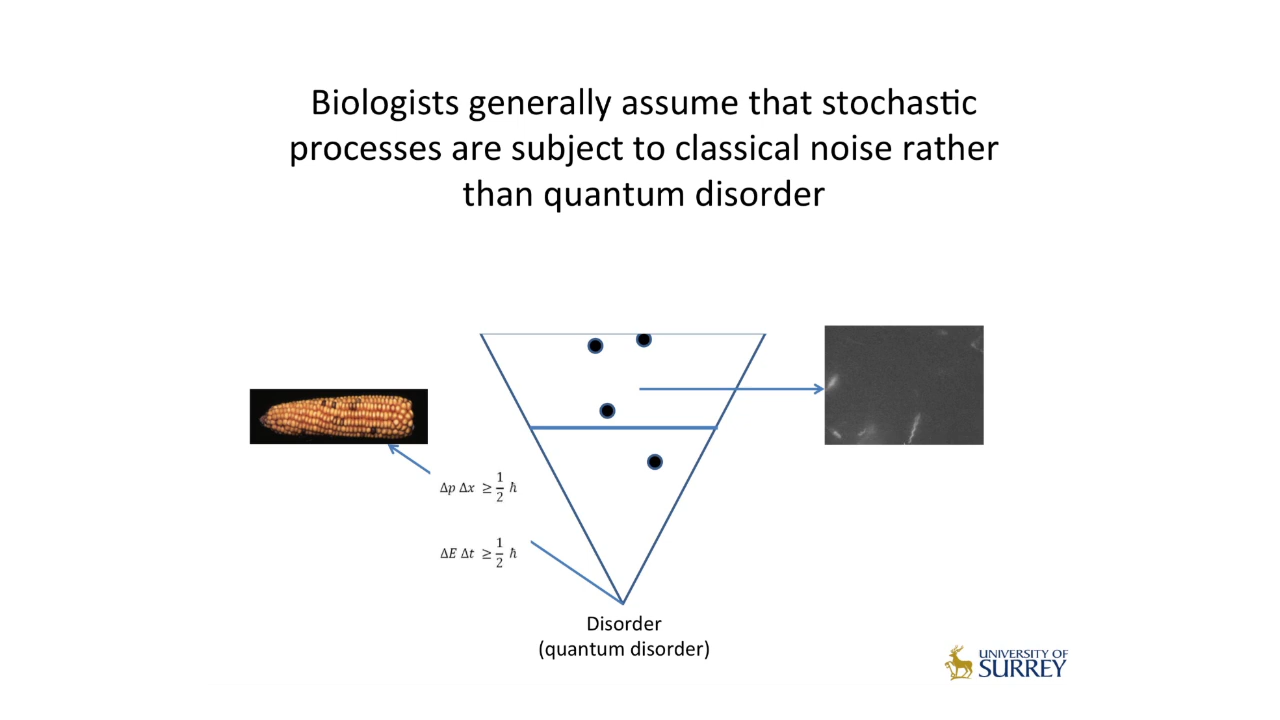 Biologists generally assume that stochastic
processes are subject to classical noise rather
than quantum disorder
Δp Δx ≥ 1/2 ħ
ΔE Δt ≥ 1/2 ħ
Disorder
(quantum disorder)
UNIVERSITY OF
SURREY